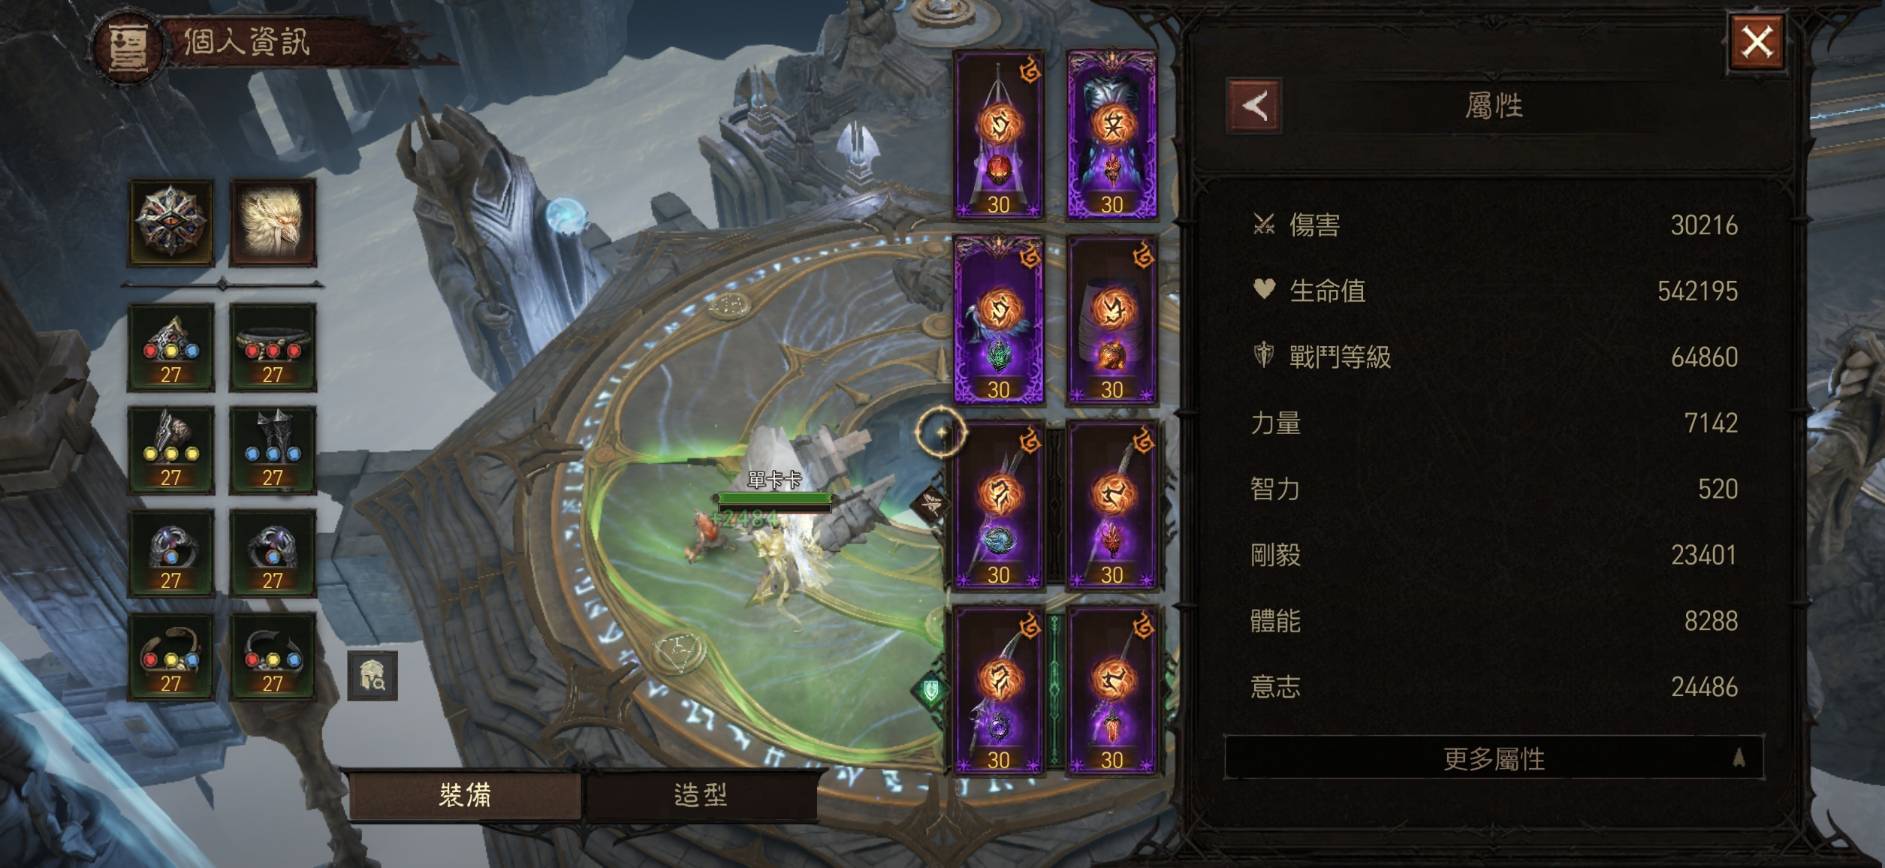 個人資訊
27
27
27
27
27
27
27
27
單卡卡
+2484
裝備
造型
30
30
30
30
30
30
30
30
屬性
傷害 30216
生命值 542195
戰鬥等級 64860
力量 7142
智力 520
剛毅 23401
體能 8288
意志 24486
更多屬性